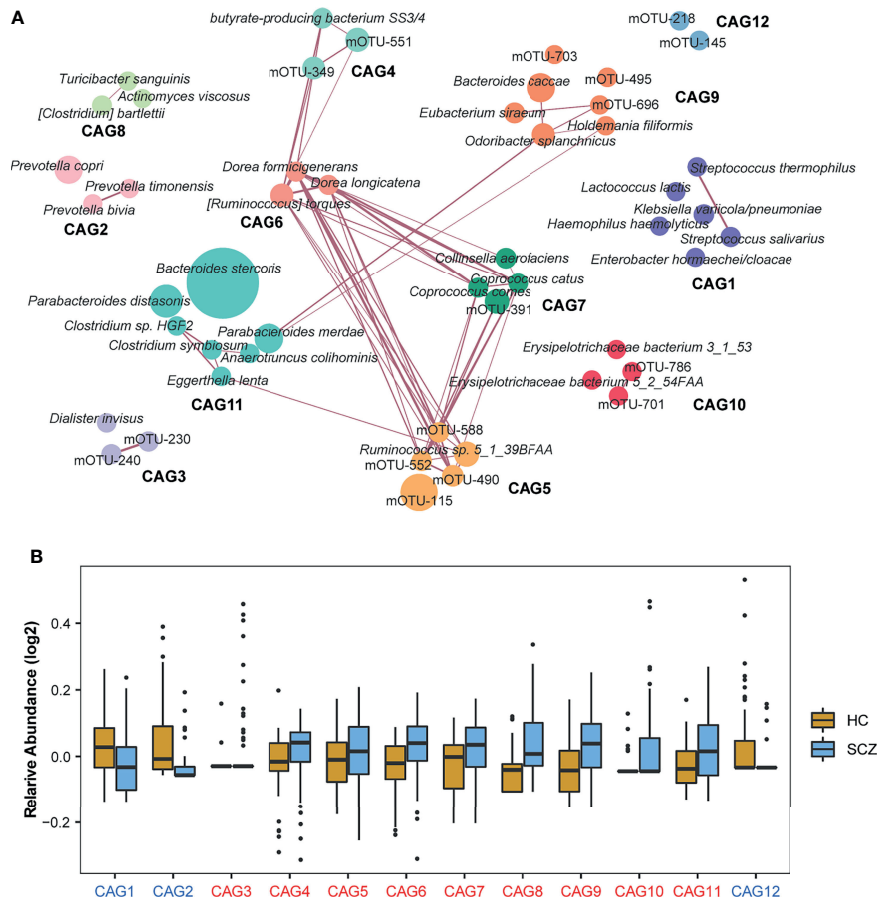 A
butyrate-producing bacterium SS3/4
mOTU-551
mOTU-349
CAG4
mOTU-218
CAG12
mOTU-145
mOTU-703
Bacteroides caccae
mOTU-495
CAG9
mOTU-696
Eubacterium siraeum
Holdemania filiformis
Odoribacter splanchnicus
Turicibacter sanguinis
Actinomyces viscosus
[Clostridium] bartlettii
CAG8
Prevotella copri
Prevotella timonensis
Prevotella bivia
CAG2
Dorea formicigenerans
Dorea longicatena
[Ruminococcus] torques
CAG6
Streptococcus thermophilus
Lactococcus lactis
Klebsiella variicola/pneumoniae
Haemophilus haemolyticus
Streptococcus salivarius
Enterobacter hormaechei/cloacae
CAG1
Bacteroides stercoris
Parabacteroides distasonis
Clostridium sp. HGF2
Parabacteroides merdae
Clostridium symbiosum
Anaerotruncus colihominis
Eggerthella lenta
CAG11
Collinsella aerofaciens
Coprococcus catus
Coprococcus comes
mOTU-391
CAG7
Erysipelotrichaceae bacterium 3_1_53
mOTU-786
Erysipelotrichaceae bacterium 5_2_54FAA
mOTU-701
CAG10
Dialister invisus
mOTU-230
mOTU-240
CAG3
mOTU-588
Ruminococcus sp. 5_1_39BFAA
mOTU-552
mOTU-490
CAG5
mOTU-115
B
Relarive Abundance (log2)
0.4
0.2
0.0
−0.2
HC
SCZ
CAG1 CAG2 CAG3 CAG4 CAG5 CAG6 CAG7 CAG8 CAG9 CAG10 CAG11 CAG12